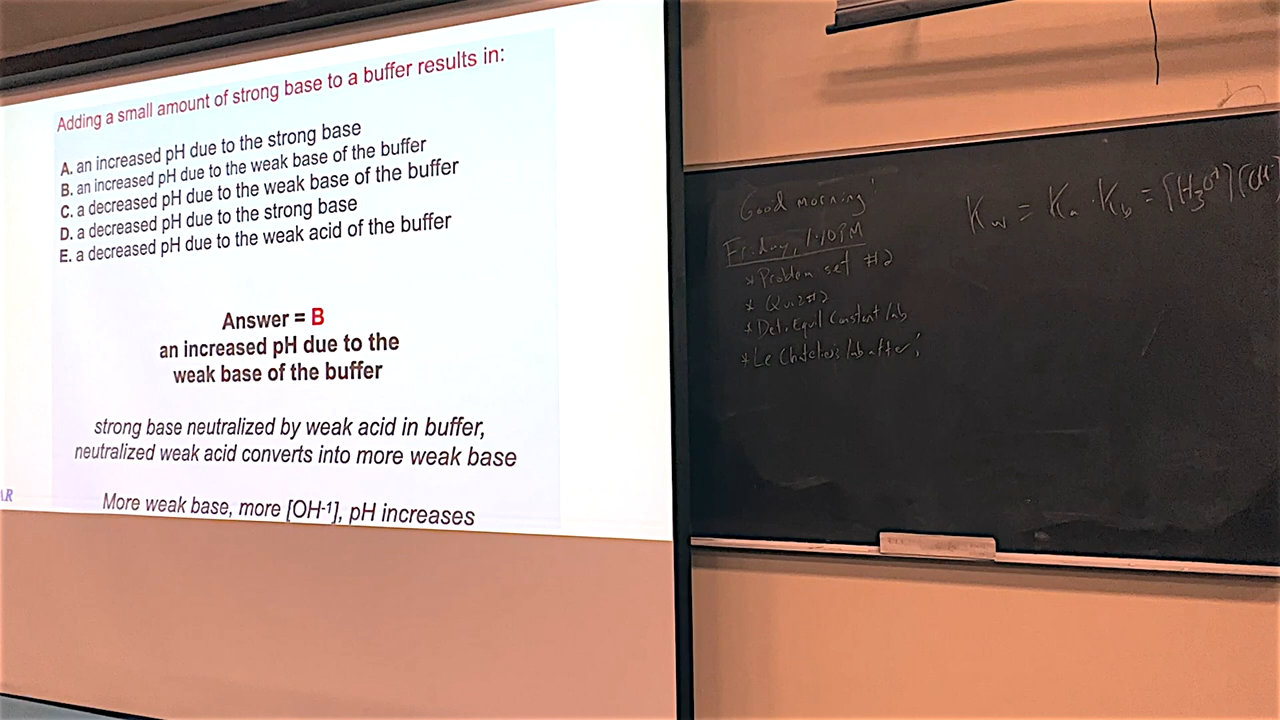 Adding a small amount of strong base to a buffer results in:
A. an increased pH due to the strong base
B. an increased pH due to the weak base of the buffer
C. a decreased pH due to the weak base of the buffer
D. a decreased pH due to the strong base
E. a decreased pH due to the weak acid of the buffer
Answer = B
an increased pH due to the
weak base of the buffer
strong base neutralized by weak acid in buffer,
neutralized weak acid converts into more weak base
More weak base, more [OH-1], pH increases
Good morning!
Friday, 1:10PM
* Problem set #2
* Quiz #2
* Det. Equil Constant lab
* Le Chatelier's lab
Kw = Ka · Kb = [H3O+][OH-]